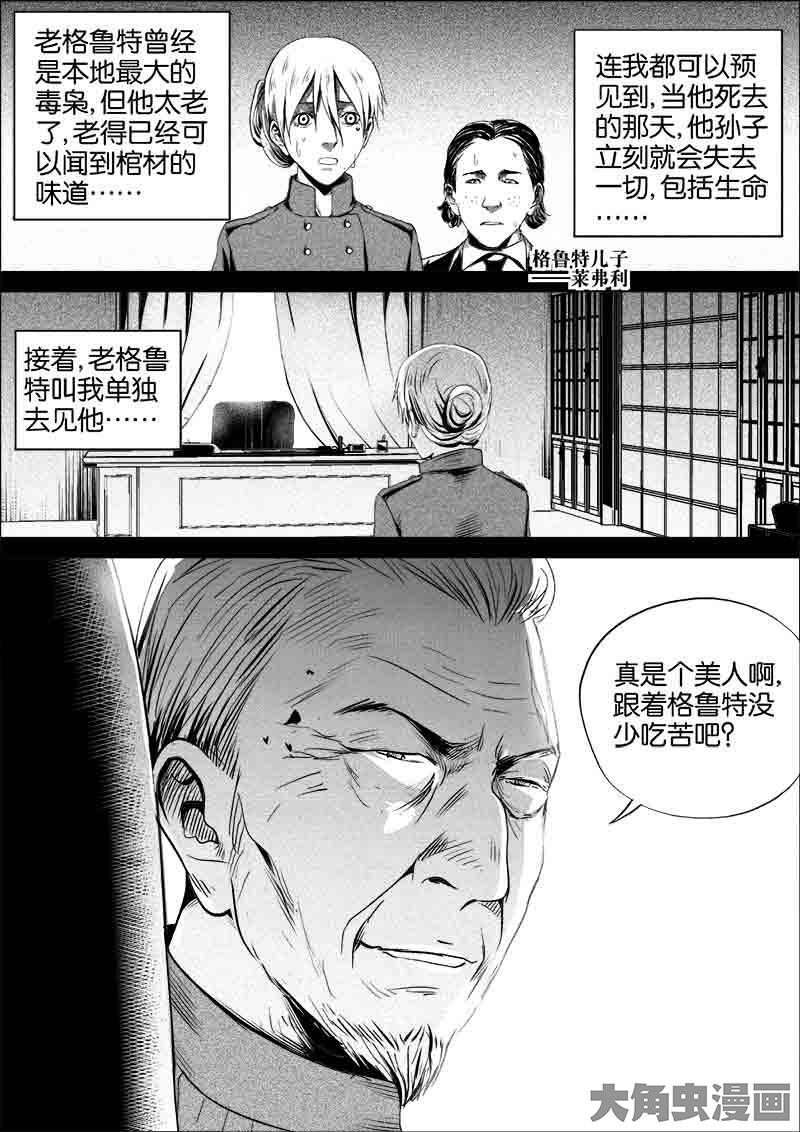 老格鲁特曾经
是本地最大的
毒枭,但他太老
了,老得已经可
以闻到棺材的
味道……
连我都可以预
见到,当他死去
的那天,他孙子
立刻就会失去
一切,包括生命
……
格鲁特儿子
——莱弗利
接着,老格鲁
特叫我单独
去见他……
真是个美人啊,
跟着格鲁特没
少吃苦吧?
大角虫漫画